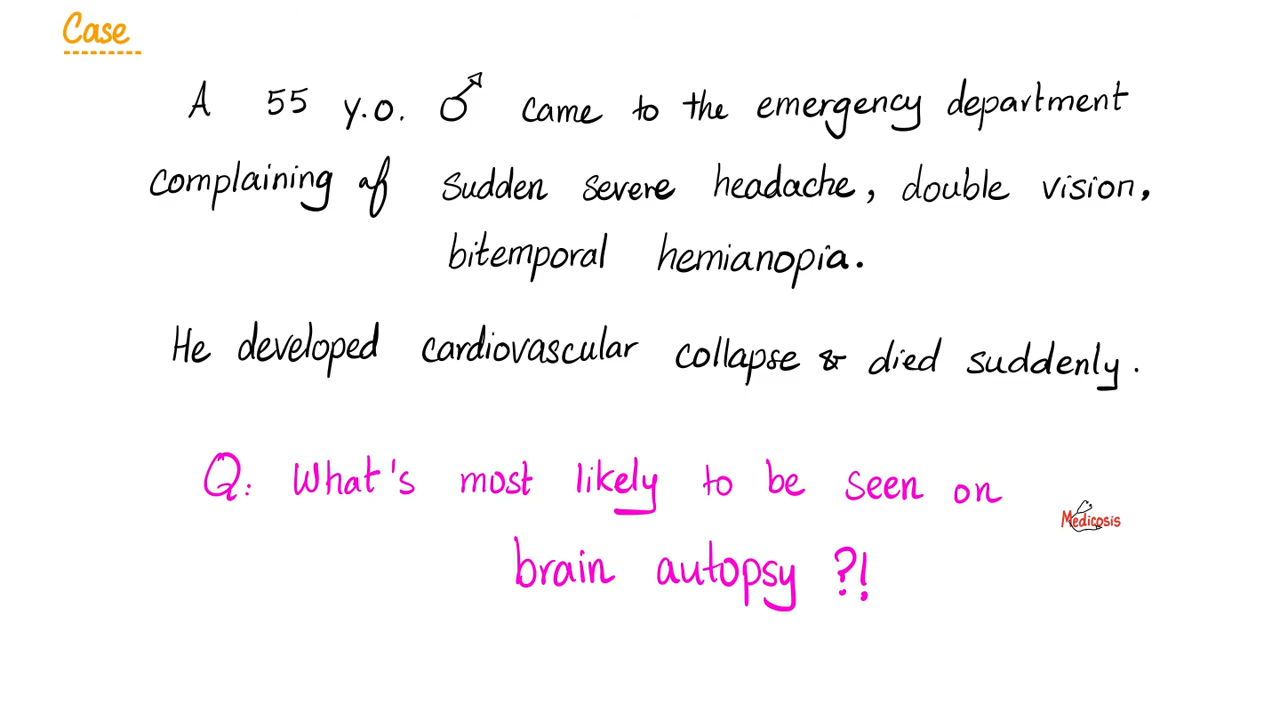 Case
A 55 y.o. ♂ came to the emergency department
complaining of sudden severe headache, double vision,
bitemporal hemianopia.
He developed cardiovascular collapse & died suddenly.
Q: What's most likely to be seen on
Medicosis
brain autopsy ?!